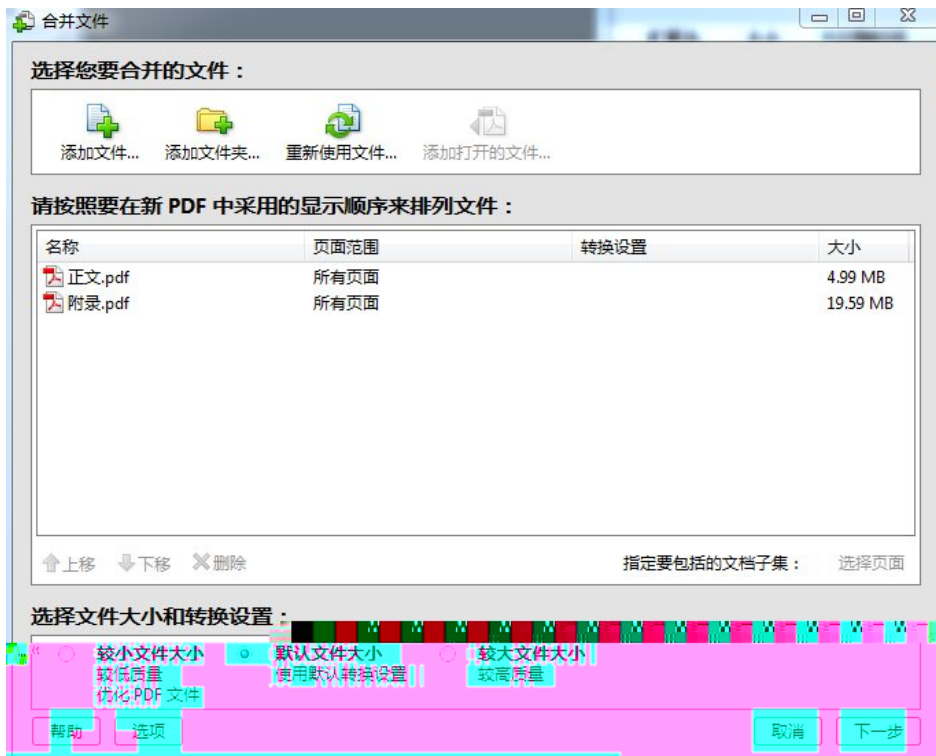 合并文件
选择您要合并的文件：
添加文件... 添加文件夹... 重新使用文件... 添加打开的文件...
请按照要在新 PDF 中采用的显示顺序来排列文件：
名称 页面范围 转换设置 大小
正文.pdf 所有页面 4.99 MB
附录.pdf 所有页面 19.59 MB
上移 下移 删除 指定要包括的文档子集： 选择页面
选择文件大小和转换设置：
较小文件大小 默认文件大小 较大文件大小
较低质量 使用默认转换设置 较高质量
优化 PDF 文件
帮助 选项 取消 下一步